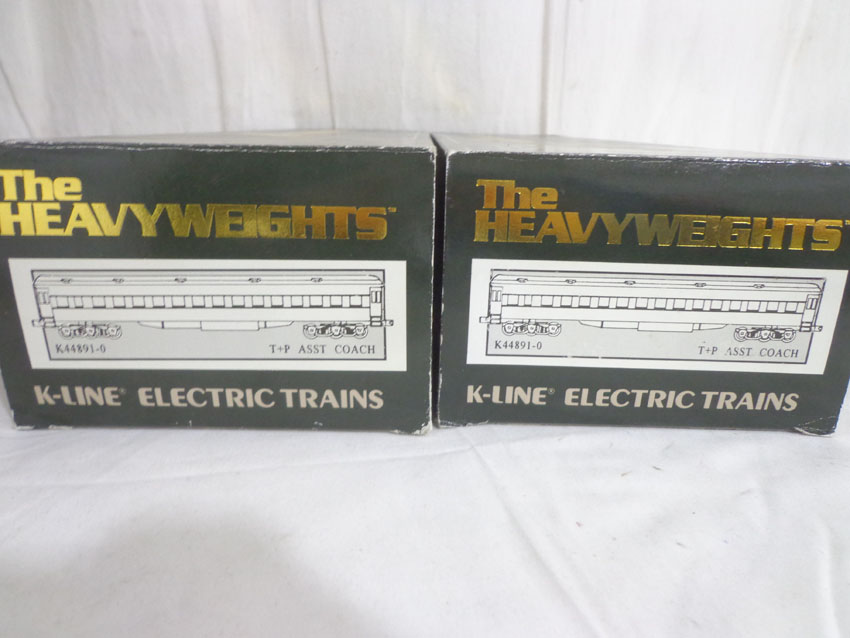 The
HEAVYWEIGHTS™
K44891-0 T+P ASST COACH
K-LINE® ELECTRIC TRAINS
The
HEAVYWEIGHTS™
K44891-0 T+P ASST. COACH
K-LINE® ELECTRIC TRAINS